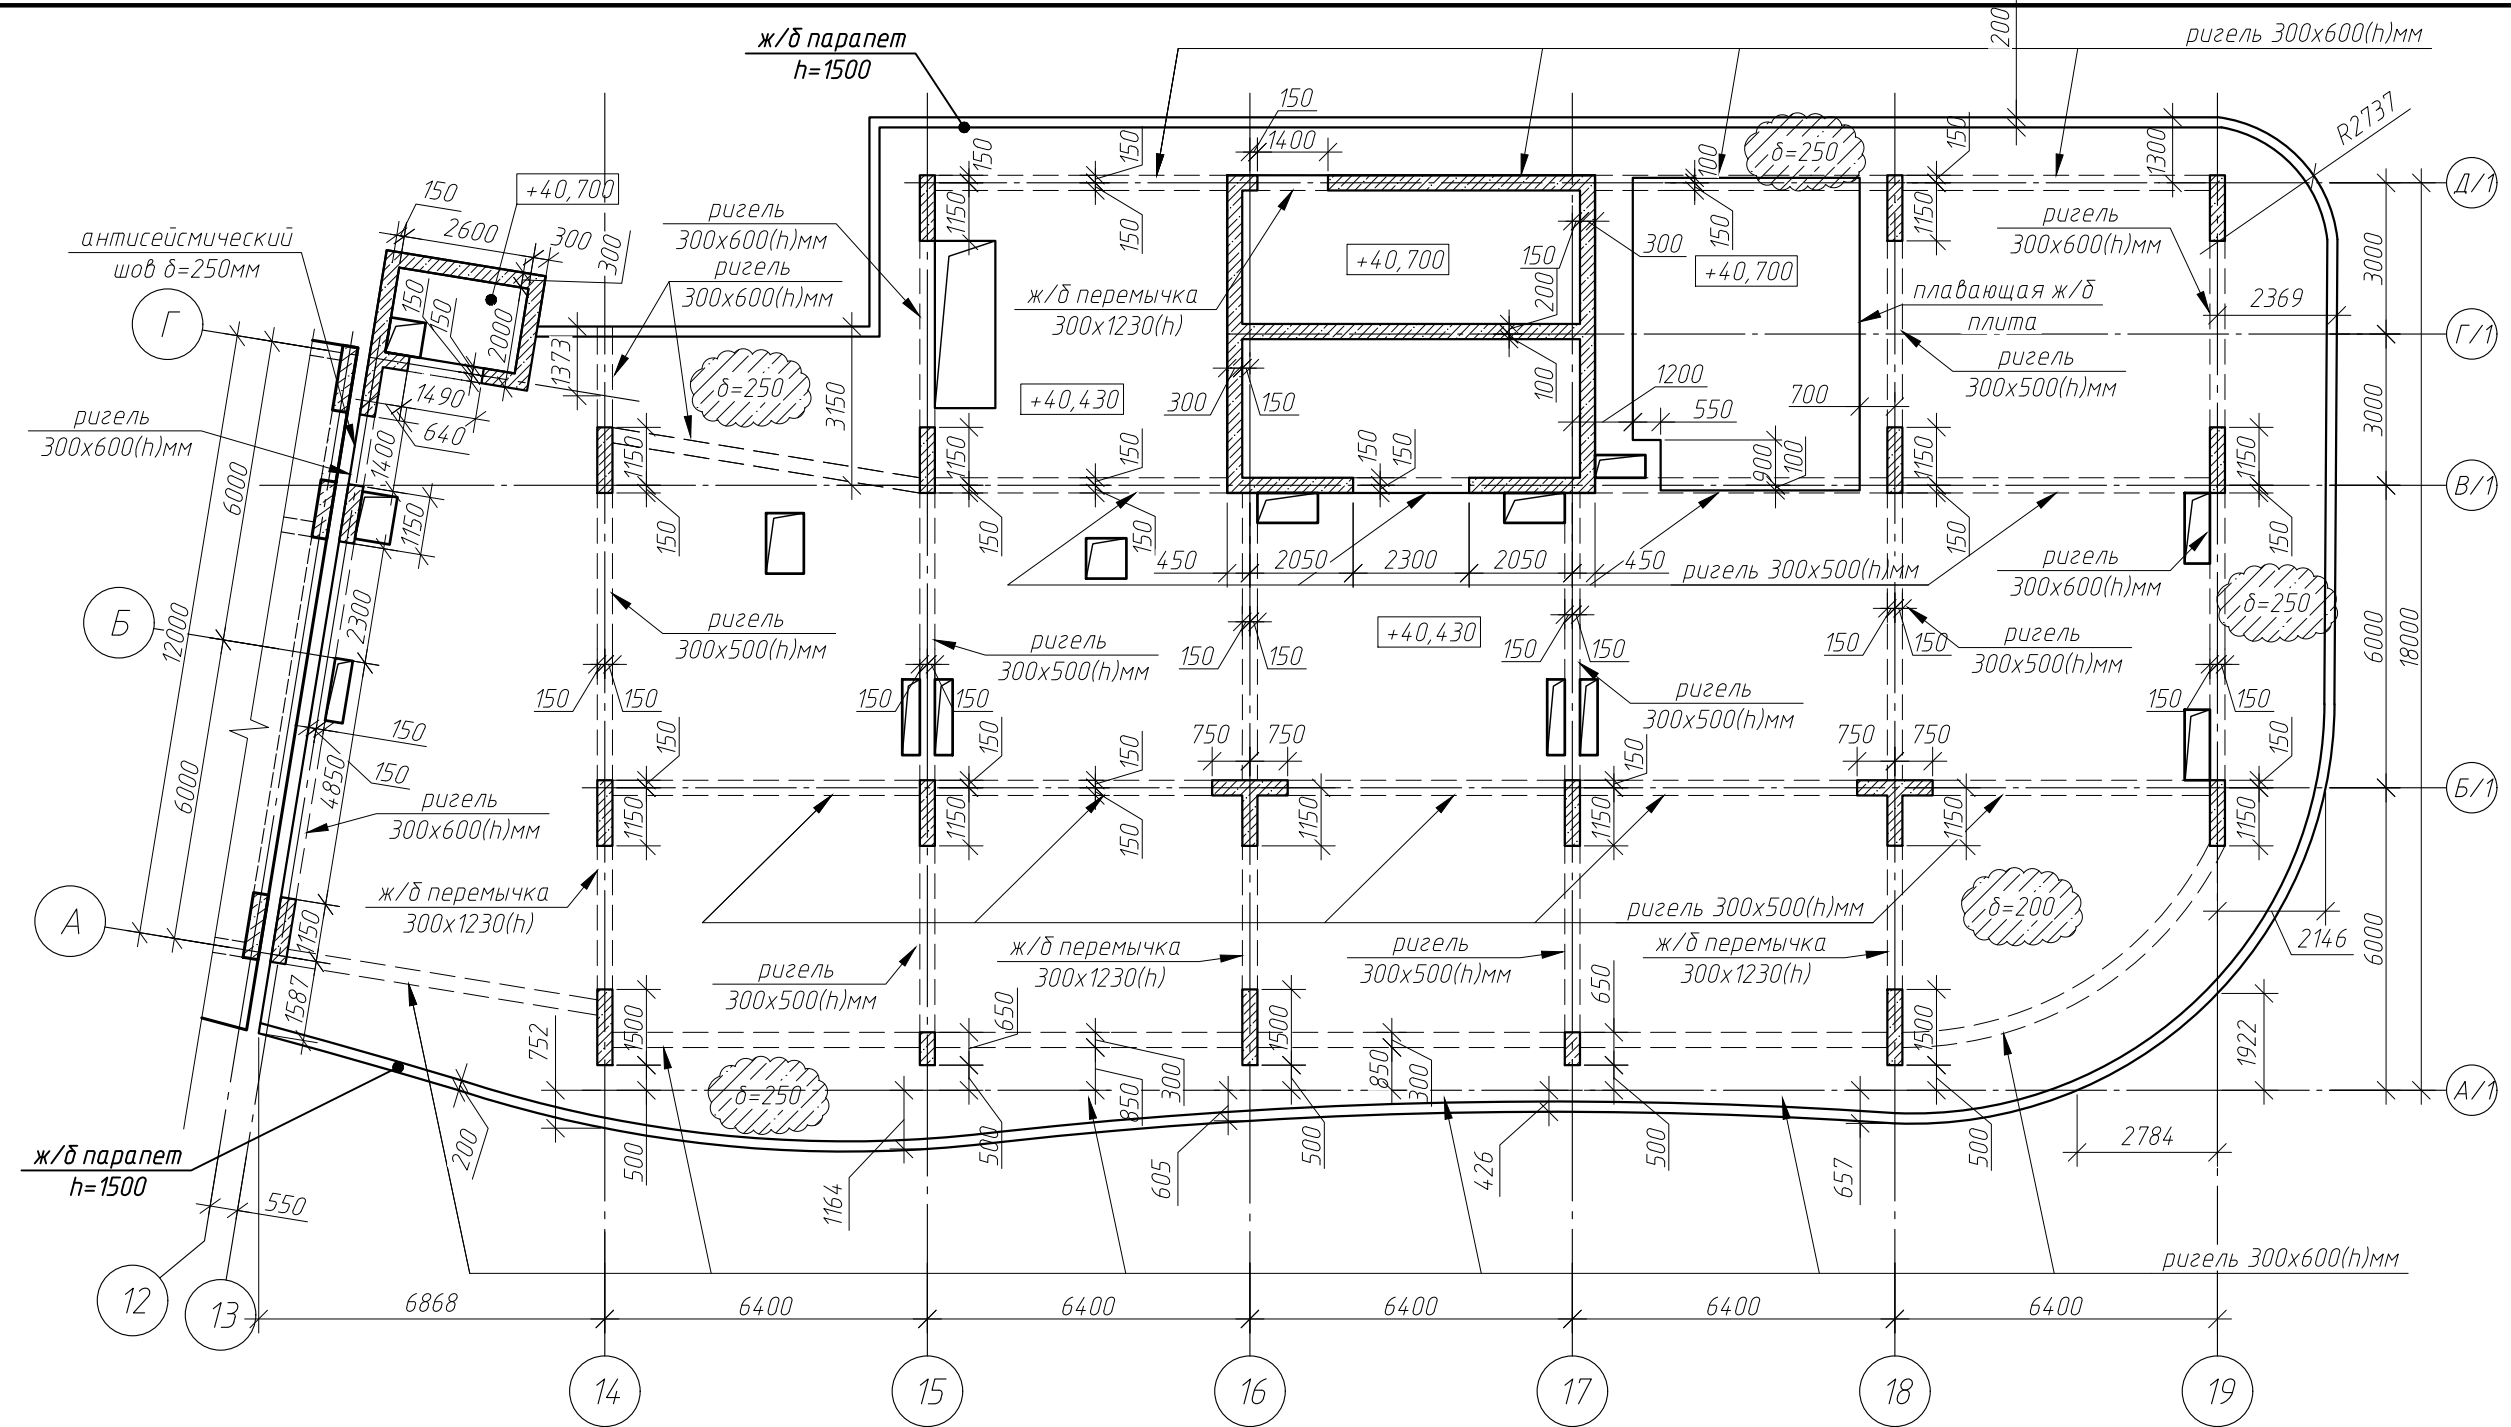 200
ригель 300х600(h)мм
ж/б парапет
h=1500
150
1400
150
150
1150
150
100
150
δ=250
150
1150
1300
R2737
Д/1
150
+40,700
2600
300
300
ригель
300х600(h)мм
ригель
300х600(h)мм
антисейсмический
шов δ=250мм
150
150
2000
ж/б перемычка
300х1230(h)
+40,700
150
300
200
100
+40,700
плавающая ж/б
плита
ригель
300х600(h)мм
2369
3000
Г
Г/1
1373
δ=250
3150
+40,430
300
150
1200
550
700
ригель
300х500(h)мм
3000
1490
640
1400
ригель
300х600(h)мм
6000
1150
1150
150
150
150
900
100
1150
1150
В/1
1150
150
150
150
150
450
2050
2300
2050
450
ригель 300х500(h)мм
150
ригель
300х600(h)мм
150
δ=250
6000
18000
Б
12000
2300
ригель
300х500(h)мм
ригель
300х500(h)мм
+40,430
150
150
150
150
150
150
ригель
300х500(h)мм
150
150
150
150
ригель
300х500(h)мм
150
150
150
150
6000
4850
150
150
150
750
750
150
750
750
150
Б/1
1150
1150
150
1150
1150
1150
1150
ригель
300х600(h)мм
ж/б перемычка
300х1230(h)
ригель 300х500(h)мм
δ=200
А
1150
1587
ригель
300х500(h)мм
ж/б перемычка
300х1230(h)
ригель
300х500(h)мм
ж/б перемычка
300х1230(h)
2146
6000
752
1500
650
1500
650
1500
1922
δ=250
850
300
850
300
А/1
ж/б парапет
h=1500
200
500
500
500
500
500
1164
605
426
657
2784
550
ригель 300х600(h)мм
12
13
6868
6400
6400
6400
6400
6400
14
15
16
17
18
19